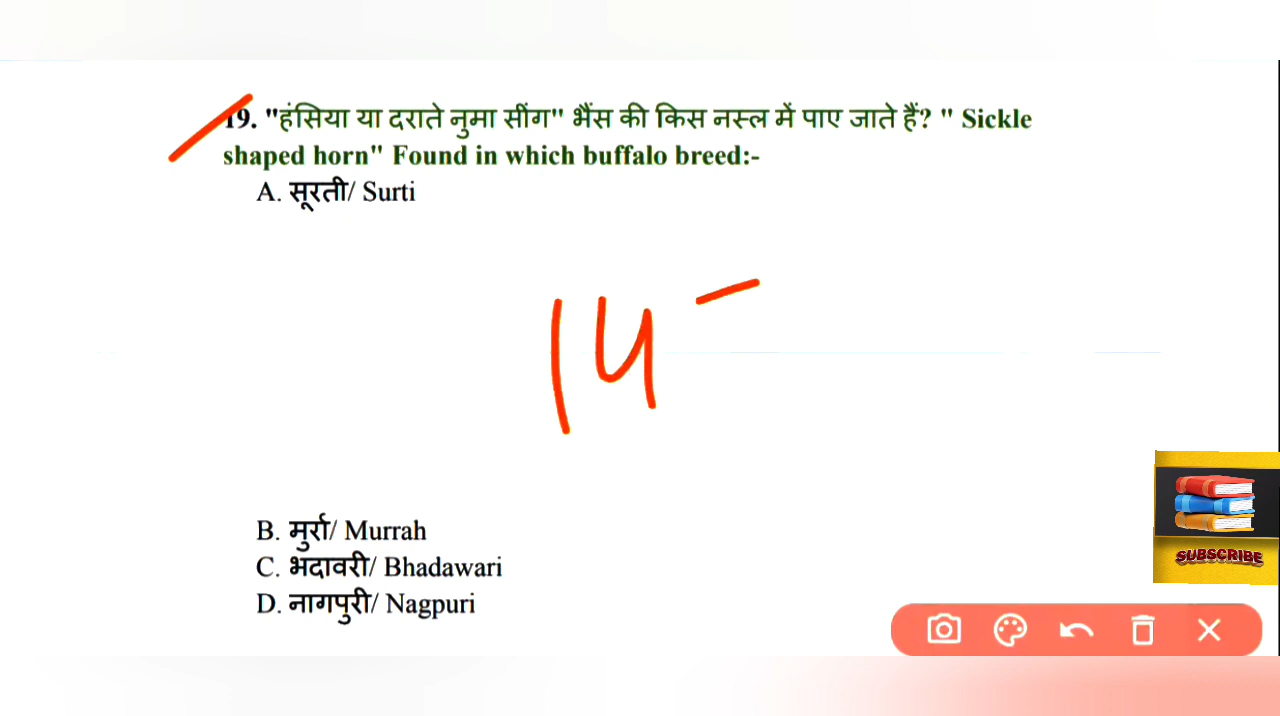 19. "हंसिया या दराते नुमा सींग" भैंस की किस नस्ल में पाए जाते हैं? " Sickle
shaped horn" Found in which buffalo breed:-
A. सूरती/ Surti
14 -
B. मुर्रा/ Murrah
C. भदावरी/ Bhadawari
D. नागपुरी/ Nagpuri
SUBSCRIBE